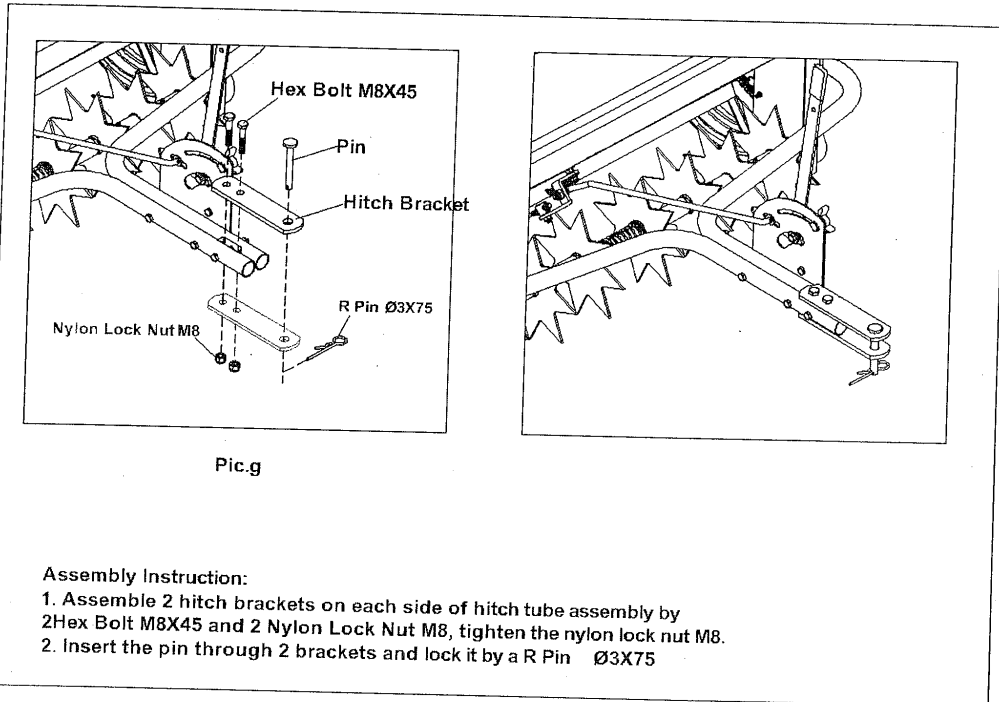 Hex Bolt M8X45
Pin
Hitch Bracket
R Pin Ø3X75
Nylon Lock Nut M8
Pic.g
Assembly Instruction:
1. Assemble 2 hitch brackets on each side of hitch tube assembly by
2Hex Bolt M8X45 and 2 Nylon Lock Nut M8, tighten the nylon lock nut M8.
2. Insert the pin through 2 brackets and lock it by a R Pin Ø3X75